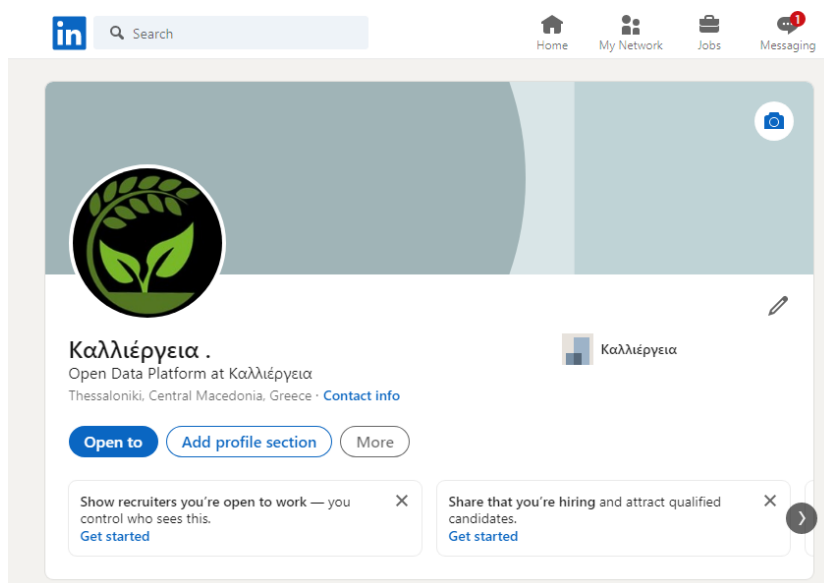 in
Search
Home
My Network
Jobs
1
Messaging
Καλλιέργεια .
Open Data Platform at Καλλιέργεια
Thessaloniki, Central Macedonia, Greece · Contact info
Καλλιέργεια
Open to
Add profile section
More
Show recruiters you're open to work — you
control who sees this.
Get started
Share that you're hiring and attract qualified
candidates.
Get started